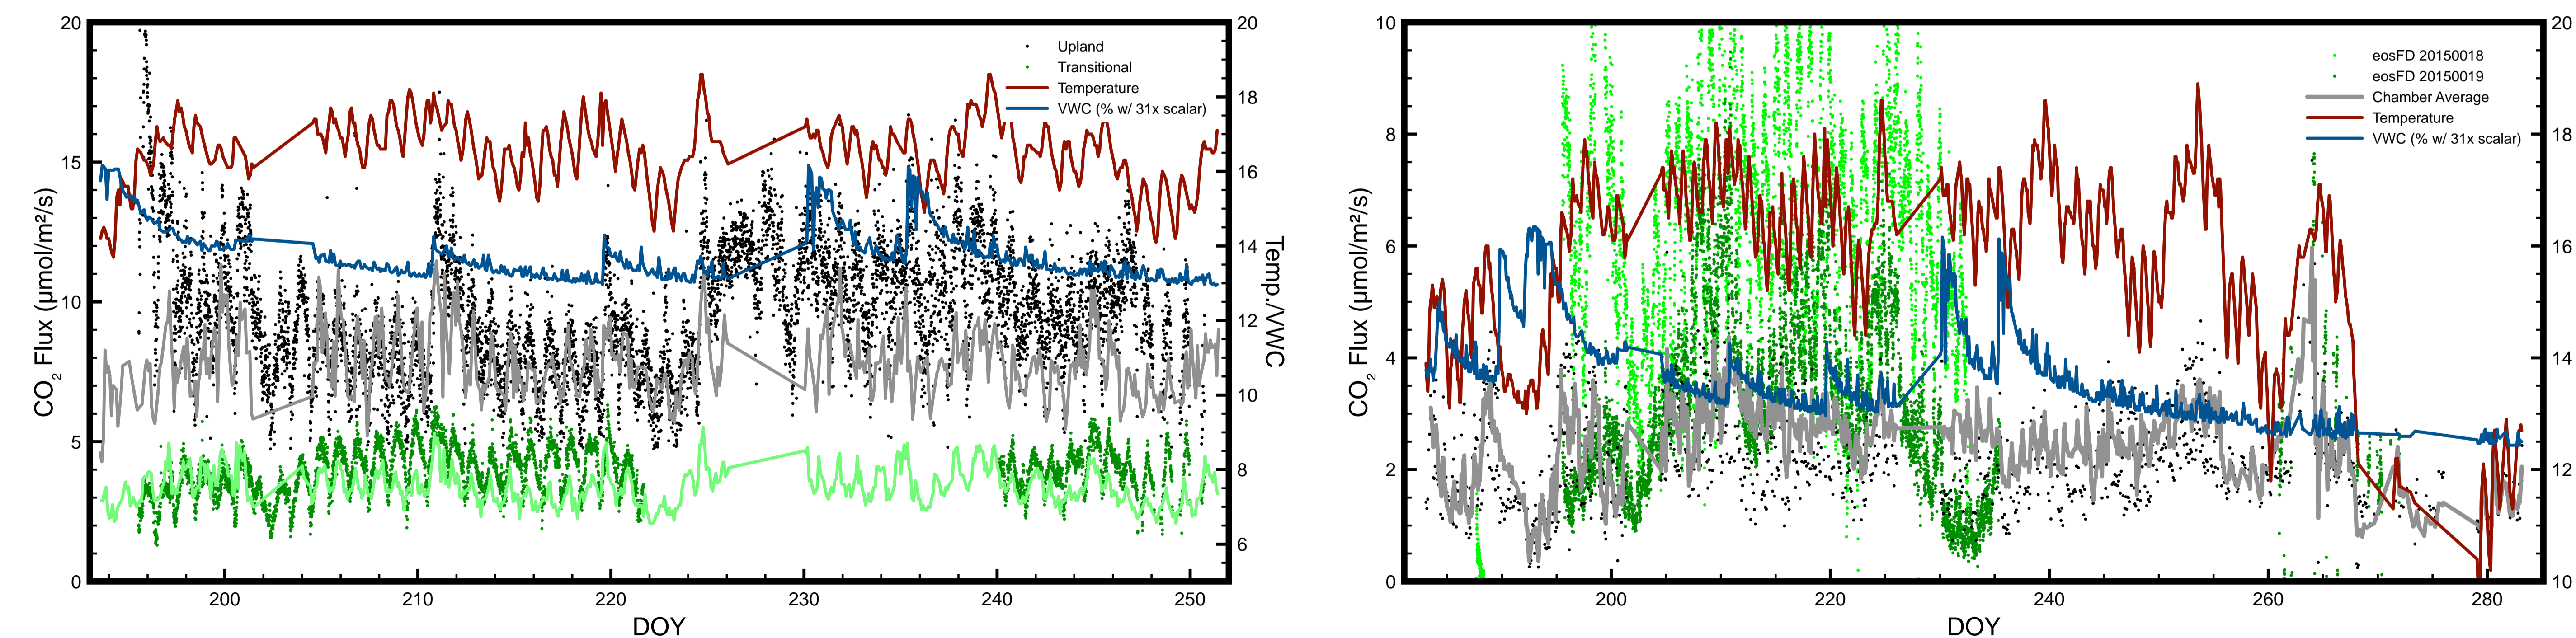 20
15
10
5
0
CO₂ Flux (μmol/m²/s)
200
210
220
230
240
250
DOY
20
18
16
14
12
10
8
6
Temp./VWC
Upland
Transitional
Temperature
VWC (% w/ 31x scalar)
10
8
6
4
2
0
CO₂ Flux (μmol/m²/s)
200
220
240
260
280
DOY
20
18
16
14
12
10
eosFD 20150018
eosFD 20150019
Chamber Average
Temperature
VWC (% w/ 31x scalar)